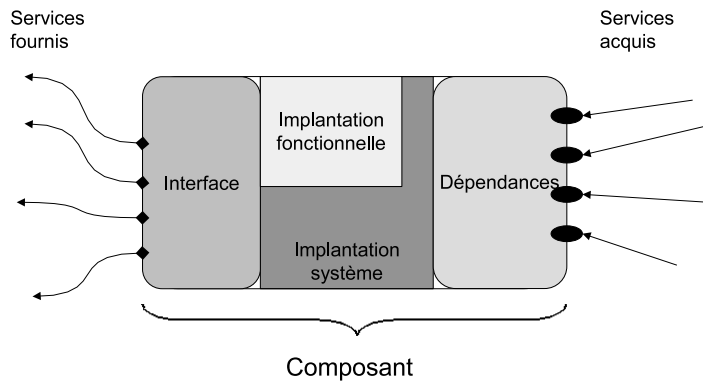 Services
fournis
Services
acquis
Implantation
fonctionnelle
Interface
Dépendances
Implantation
système
Composant